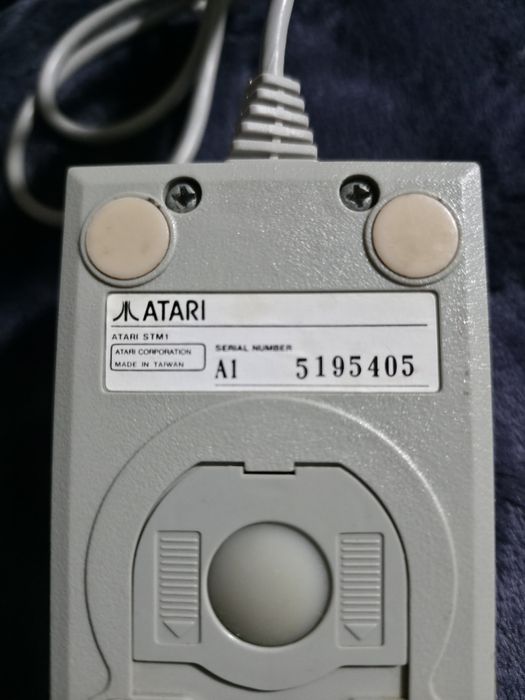 ATARI
ATARI STM1
ATARI CORPORATION
MADE IN TAIWAN
SERIAL NUMBER
A1 5195405